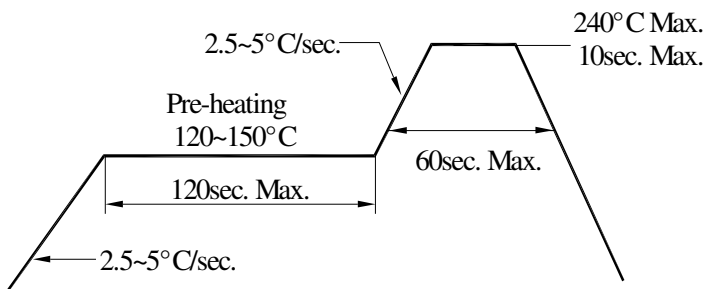 240°C Max.
10sec. Max.
2.5~5°C/sec.
Pre-heating
120~150°C
60sec. Max.
120sec. Max.
2.5~5°C/sec.